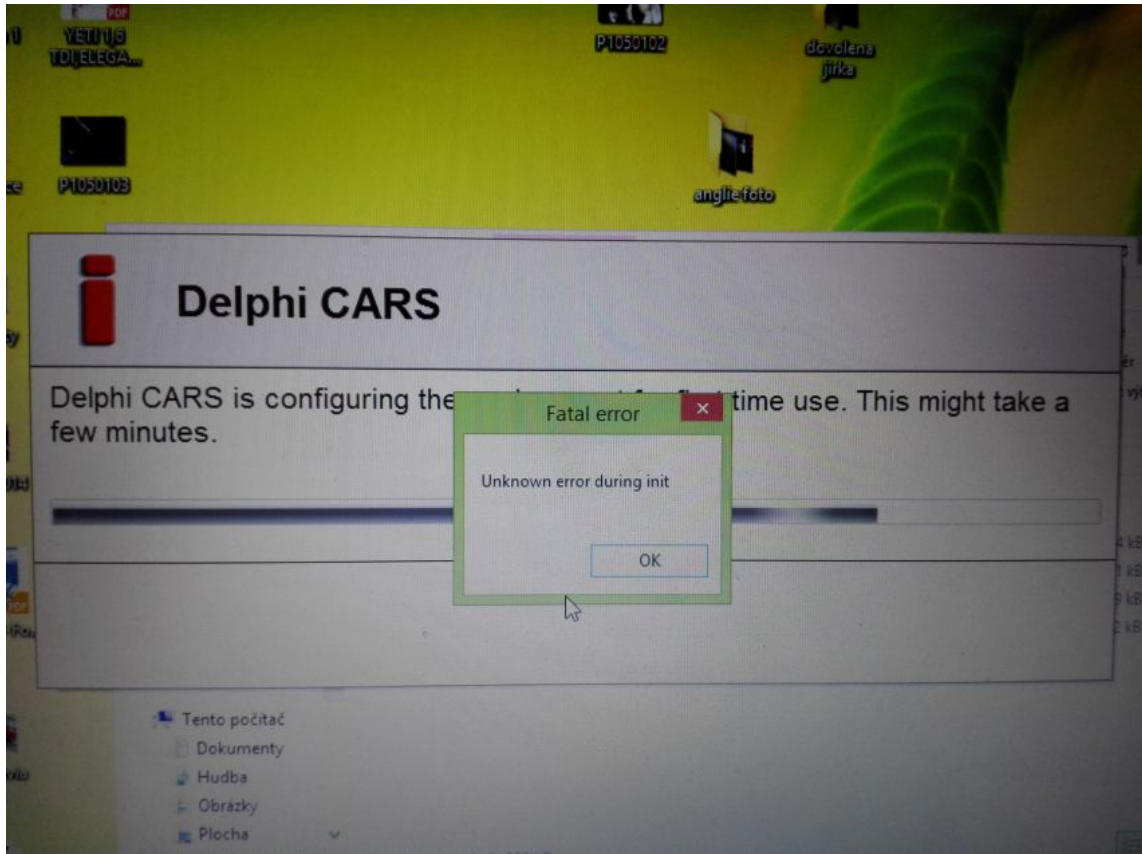 PDF
YETI 1,6
TDI,ELEGA...
P1050102
dovolena
jirka
P1050103
anglie foto
Delphi CARS
Delphi CARS is configuring the
time use. This might take a
few minutes.
Fatal error
Unknown error during init
OK
PDF
Tento počítač
Dokumenty
Hudba
Obrázky
Plocha